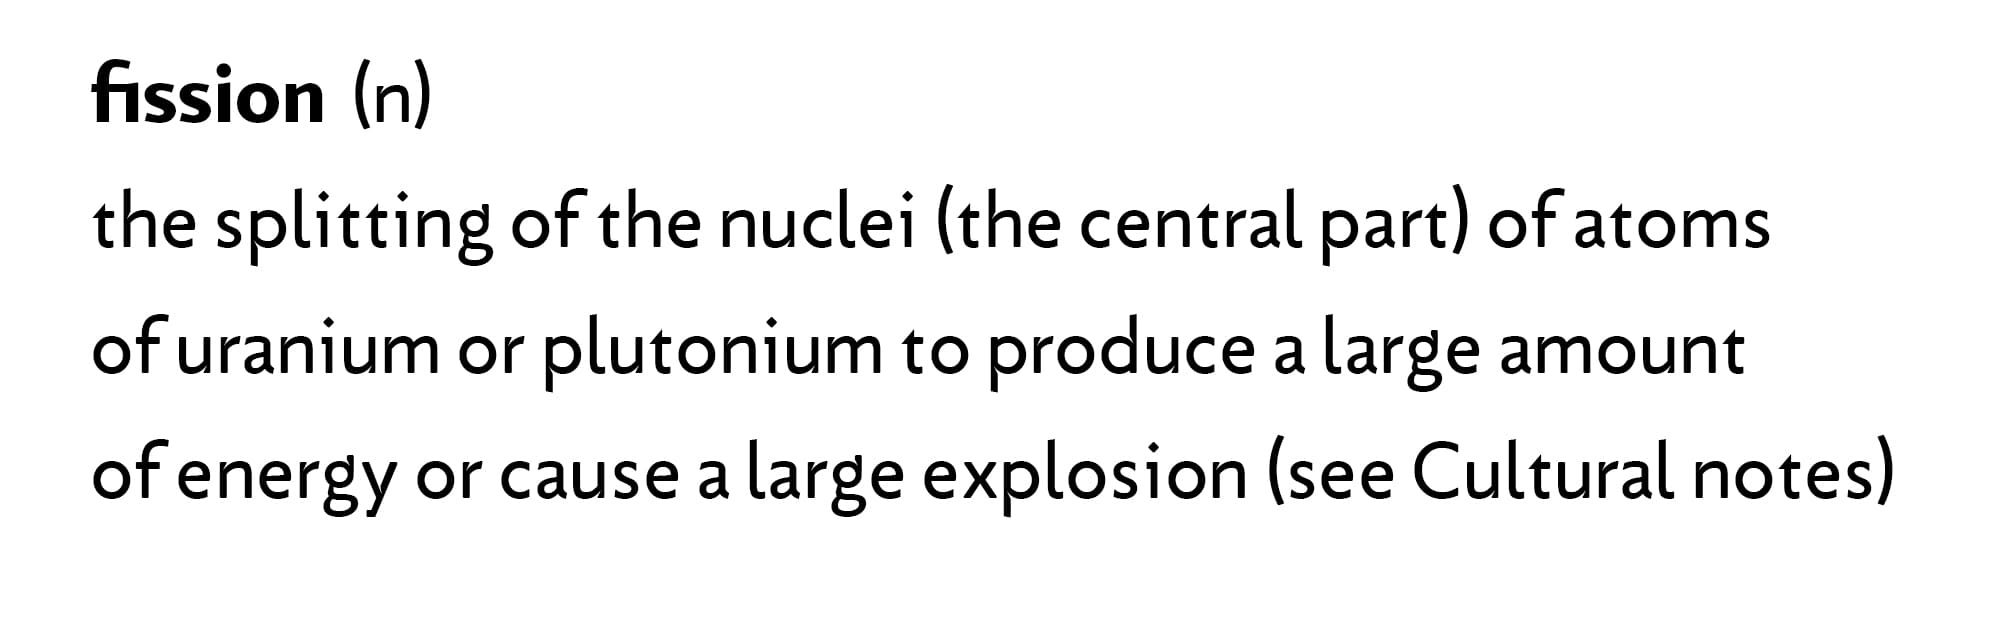 fission (n)
the splitting of the nuclei (the central part) of atoms
of uranium or plutonium to produce a large amount
of energy or cause a large explosion (see Cultural notes)